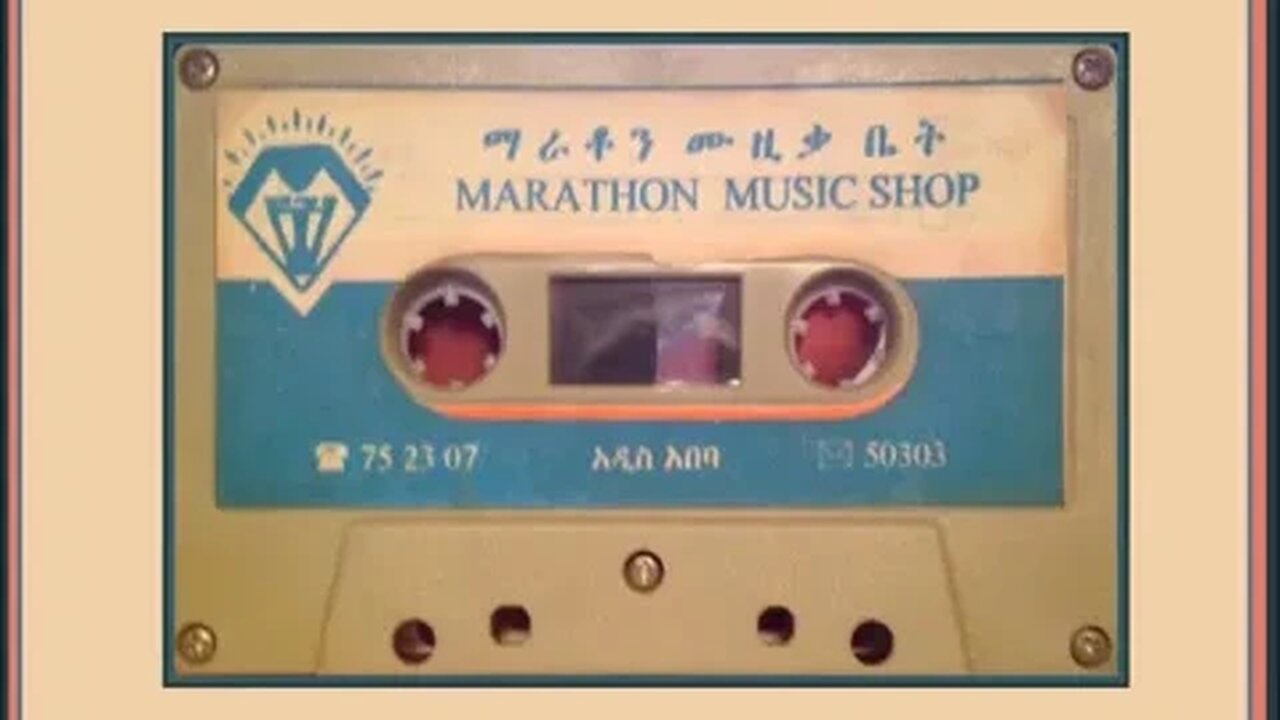 ማራቶን ሙዚቃ ቤት
MARATHON MUSIC SHOP
75 23 07
አዲስ አበባ
50303